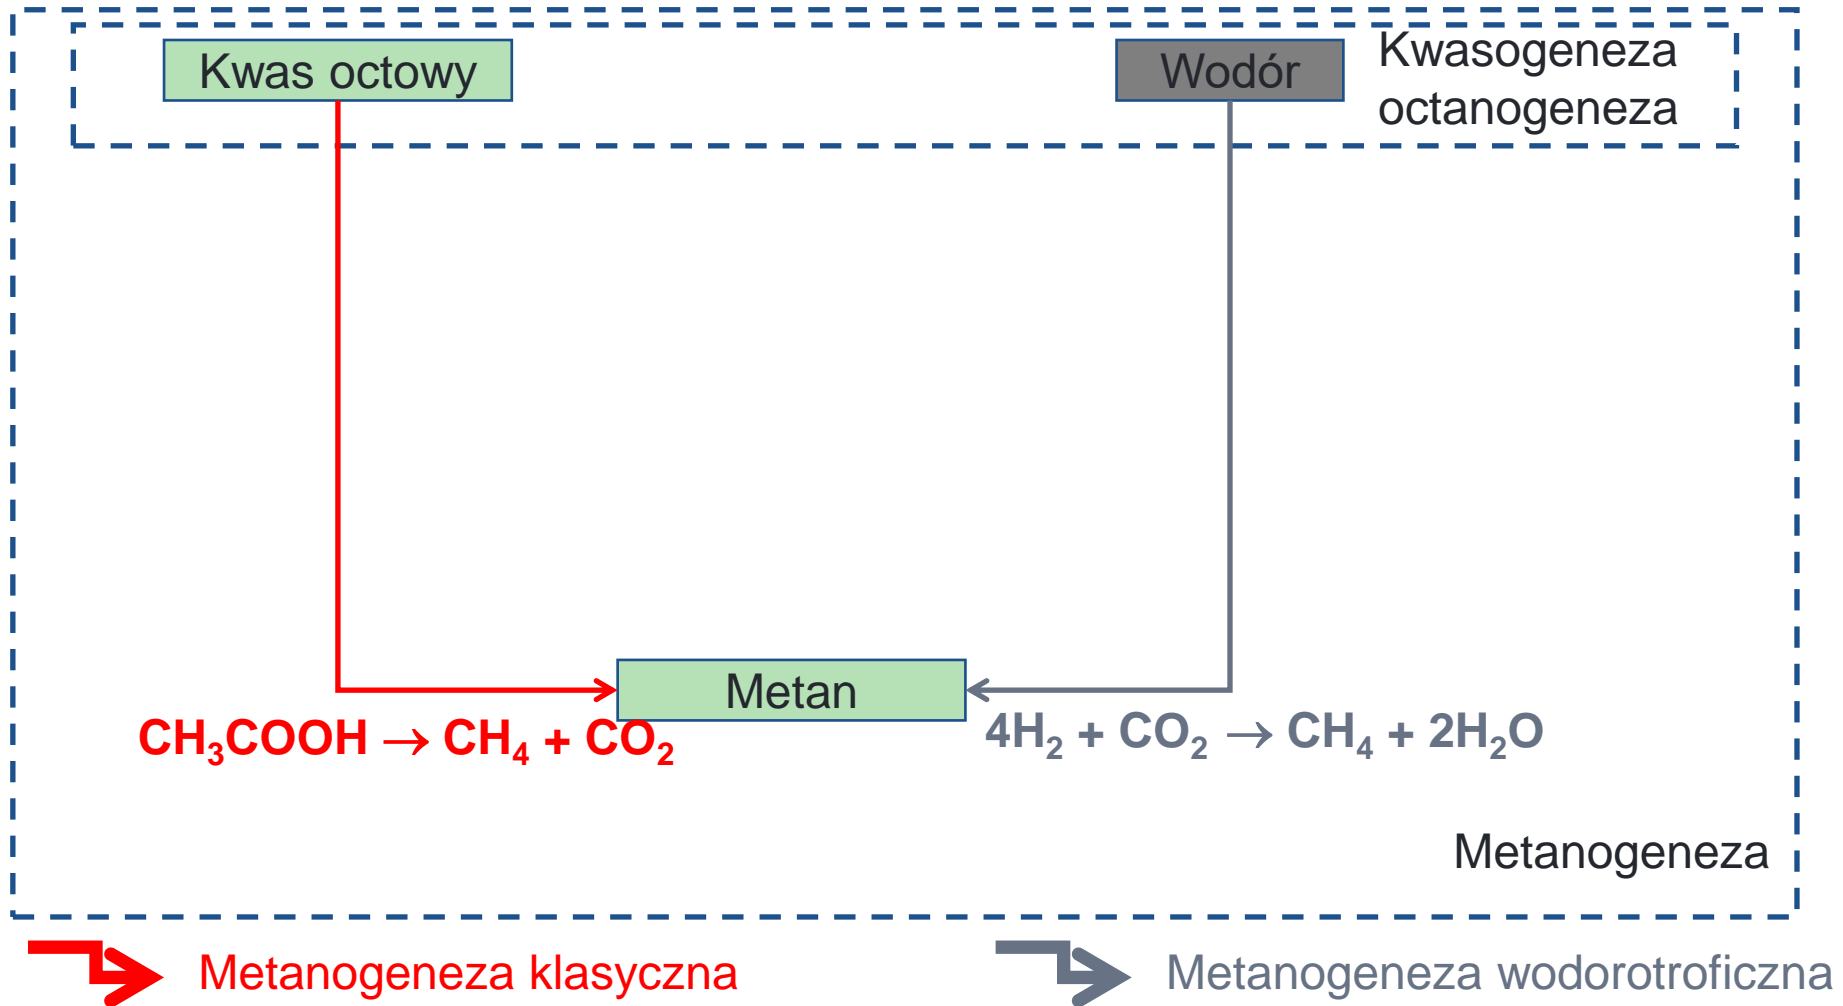 Kwas octowy
Wodór
Kwasogeneza
octanogeneza
Metan
CH₃COOH → CH₄ + CO₂
4H₂ + CO₂ → CH₄ + 2H₂O
Metanogeneza
Metanogeneza klasyczna
Metanogeneza wodorotroficzna